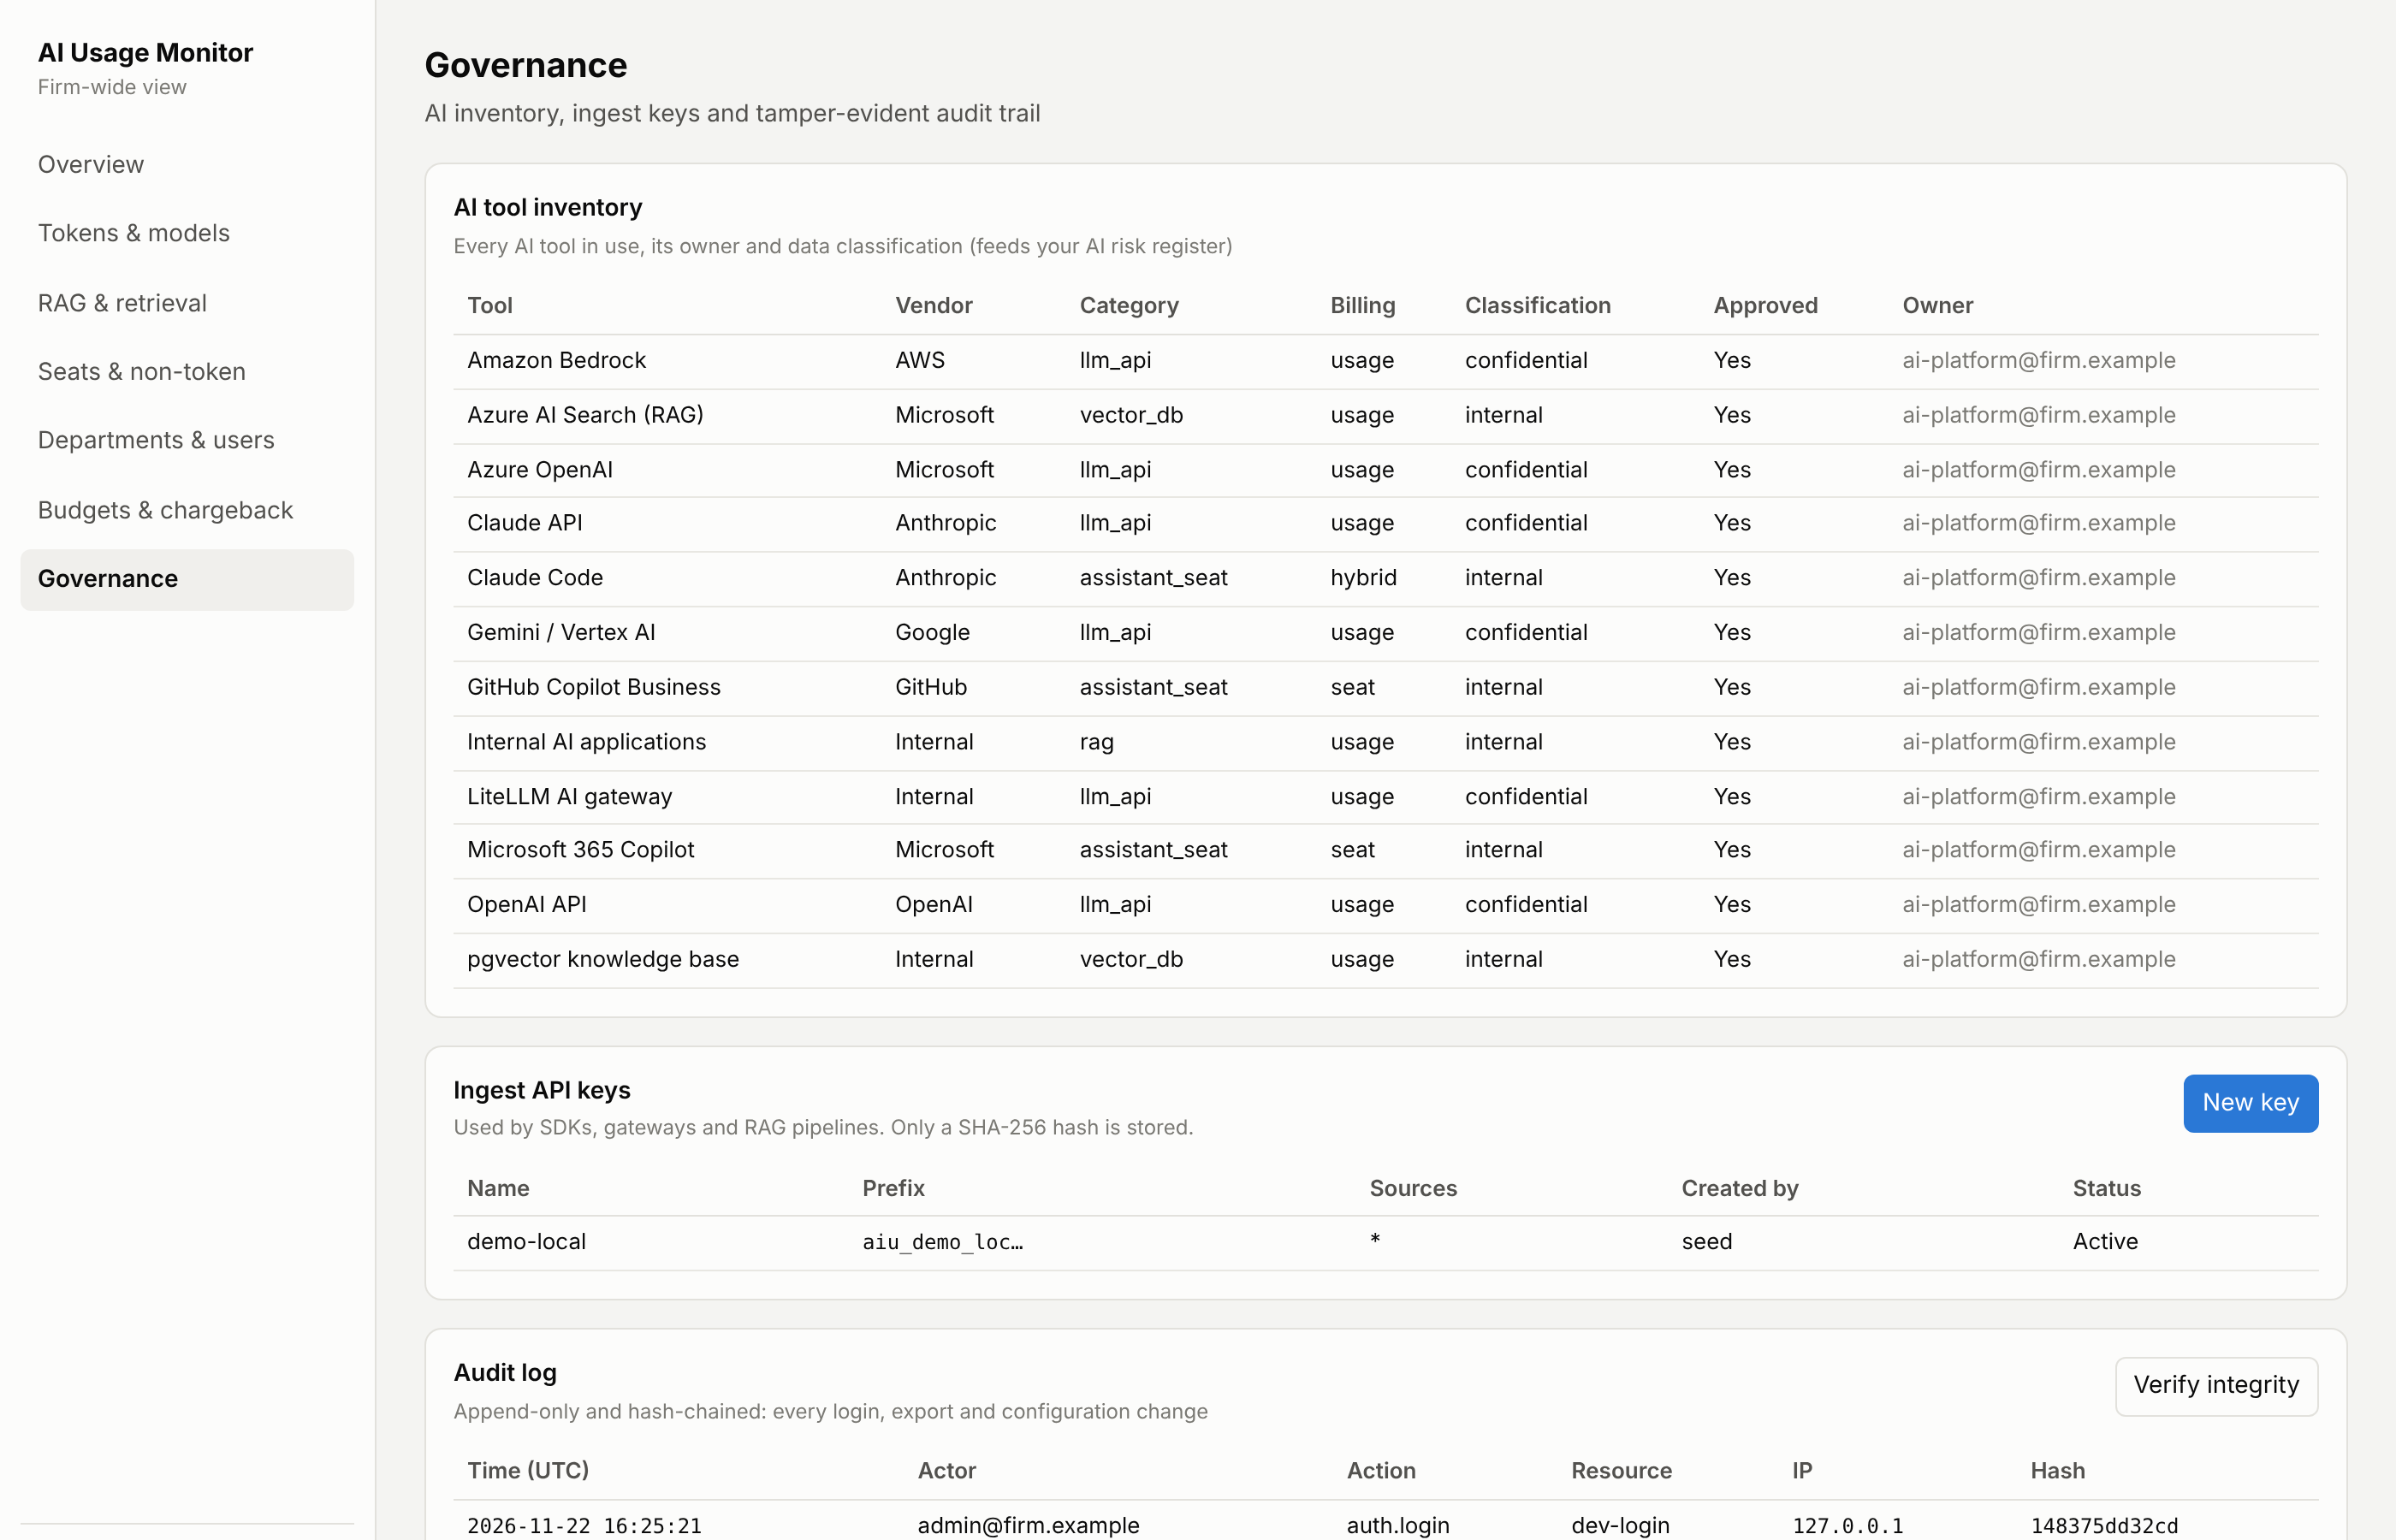 AI Usage Monitor
Firm-wide view
Overview
Tokens & models
RAG & retrieval
Seats & non-token
Departments & users
Budgets & chargeback
Governance
Governance
AI inventory, ingest keys and tamper-evident audit trail
AI tool inventory
Every AI tool in use, its owner and data classification (feeds your AI risk register)
Tool Vendor Category Billing Classification Approved Owner
Amazon Bedrock AWS llm_api usage confidential Yes ai-platform@firm.example
Azure AI Search (RAG) Microsoft vector_db usage internal Yes ai-platform@firm.example
Azure OpenAI Microsoft llm_api usage confidential Yes ai-platform@firm.example
Claude API Anthropic llm_api usage confidential Yes ai-platform@firm.example
Claude Code Anthropic assistant_seat hybrid internal Yes ai-platform@firm.example
Gemini / Vertex AI Google llm_api usage confidential Yes ai-platform@firm.example
GitHub Copilot Business GitHub assistant_seat seat internal Yes ai-platform@firm.example
Internal AI applications Internal rag usage internal Yes ai-platform@firm.example
LiteLLM AI gateway Internal llm_api usage confidential Yes ai-platform@firm.example
Microsoft 365 Copilot Microsoft assistant_seat seat internal Yes ai-platform@firm.example
OpenAI API OpenAI llm_api usage confidential Yes ai-platform@firm.example
pgvector knowledge base Internal vector_db usage internal Yes ai-platform@firm.example
Ingest API keys
New key
Used by SDKs, gateways and RAG pipelines. Only a SHA-256 hash is stored.
Name Prefix Sources Created by Status
demo-local aiu_demo_loc… * seed Active
Audit log
Verify integrity
Append-only and hash-chained: every login, export and configuration change
Time (UTC) Actor Action Resource IP Hash
2026-11-22 16:25:21 admin@firm.example auth.login dev-login 127.0.0.1 148375dd32cd